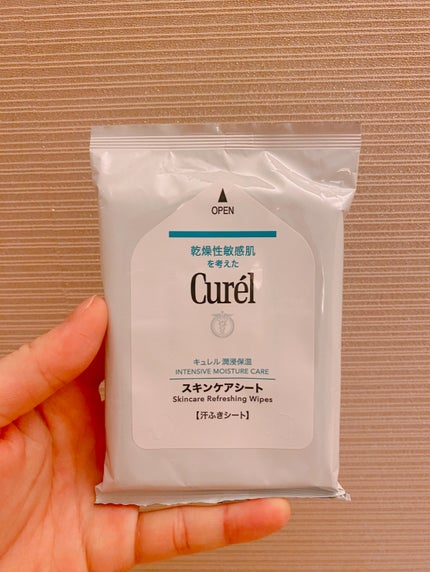 OPEN
乾燥性敏感肌
を考えた
Curél
キュレル 潤浸保湿
INTENSIVE MOISTURE CARE
スキンケアシート
Skincare Refreshing Wipes
【汗ふきシート】